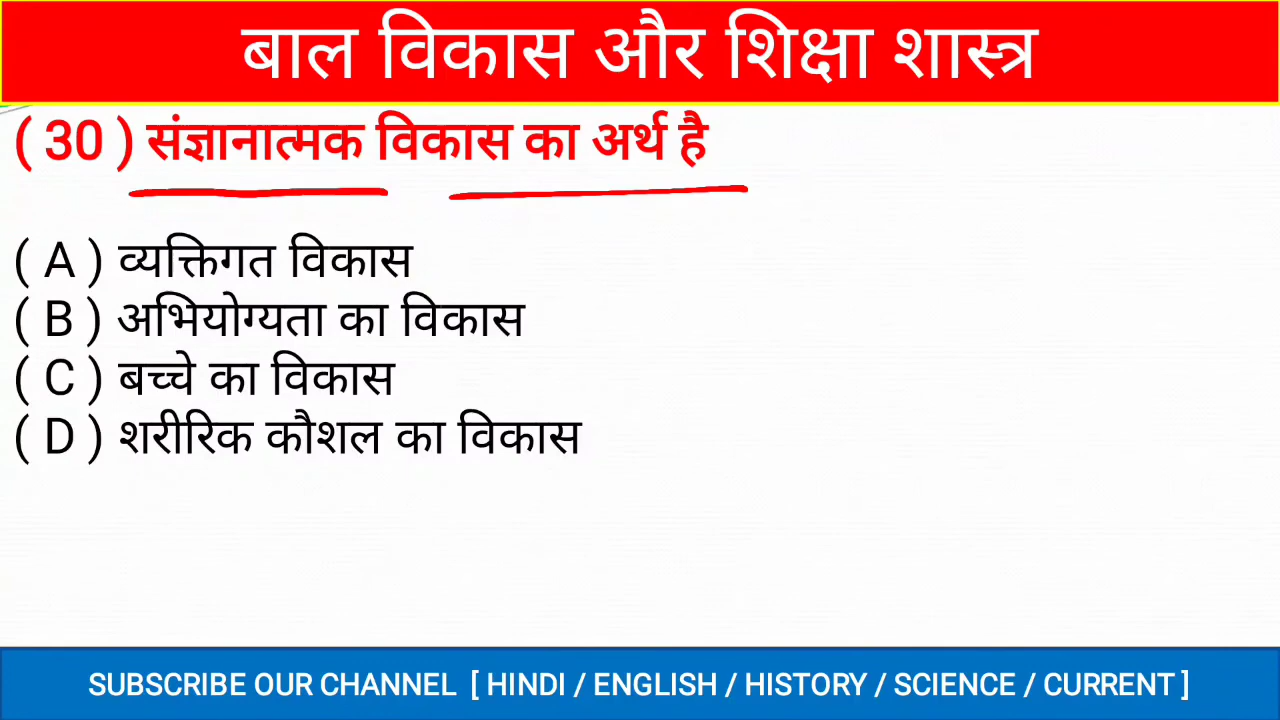 बाल विकास और शिक्षा शास्त्र
( 30 ) संज्ञानात्मक विकास का अर्थ है
( A ) व्यक्तिगत विकास
( B ) अभियोग्यता का विकास
( C ) बच्चे का विकास
( D ) शरीरिक कौशल का विकास
SUBSCRIBE OUR CHANNEL [ HINDI / ENGLISH / HISTORY / SCIENCE / CURRENT ]